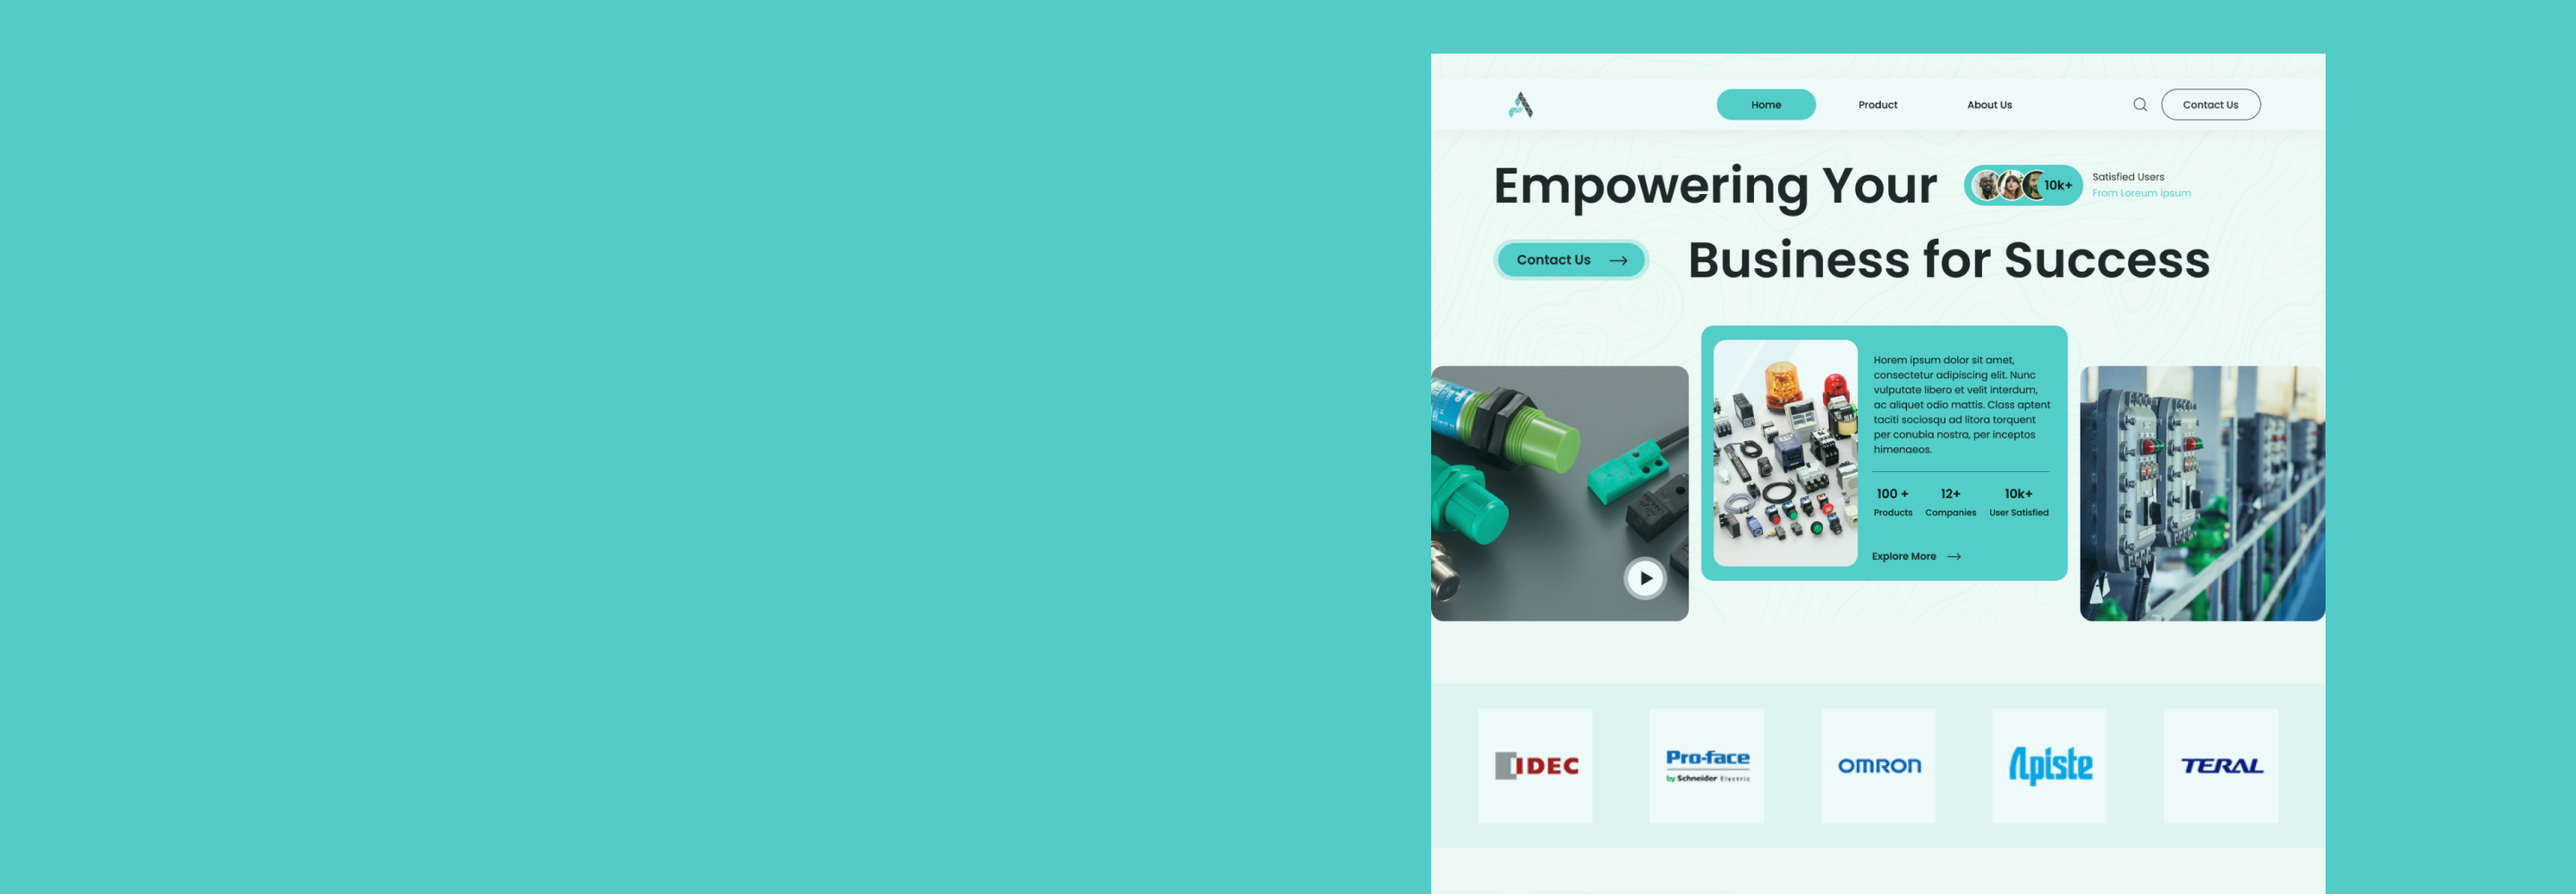 Home
Product
About Us
Contact Us
Empowering Your
10k+
Satisfied Users
From Loreum ipsum
Contact Us
Business for Success
Horem ipsum dolor sit amet,
consectetur adipiscing elit. Nunc
vulputate libero et velit interdum,
ac aliquet odio mattis. Class aptent
taciti sociosqu ad litora torquent
per conubia nostra, per inceptos
himenaeos.
100 +
Products
12+
Companies
10k+
User Satisfied
Explore More
IDEC
Pro-face
by Schneider Electric
OMRON
Apiste
TERAL